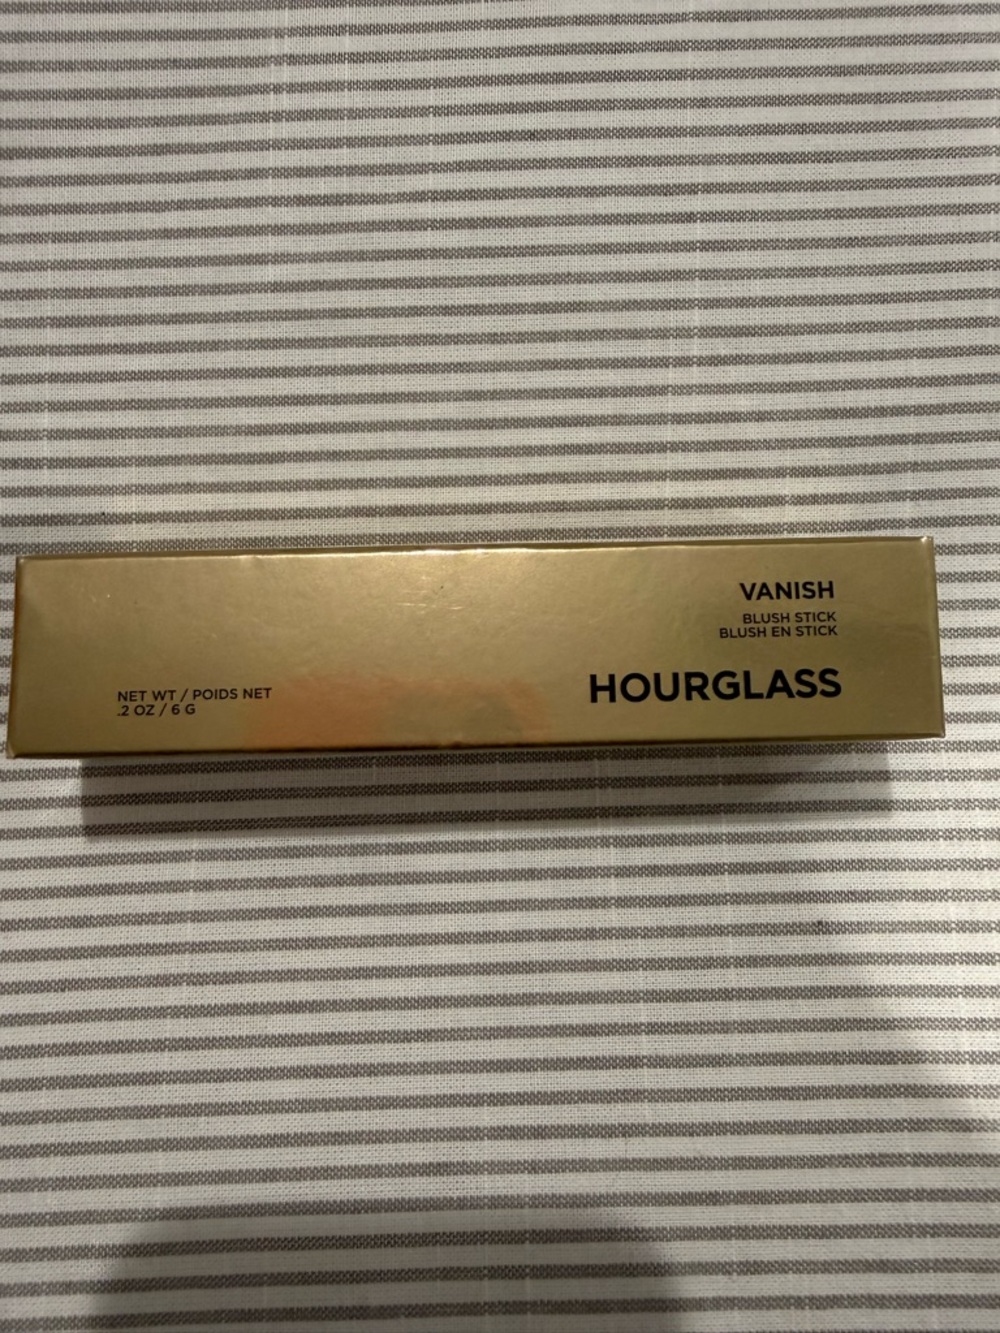 VANISH
BLUSH STICK
BLUSH EN STICK
HOURGLASS
NET WT / POIDS NET
.2 OZ / 6 G